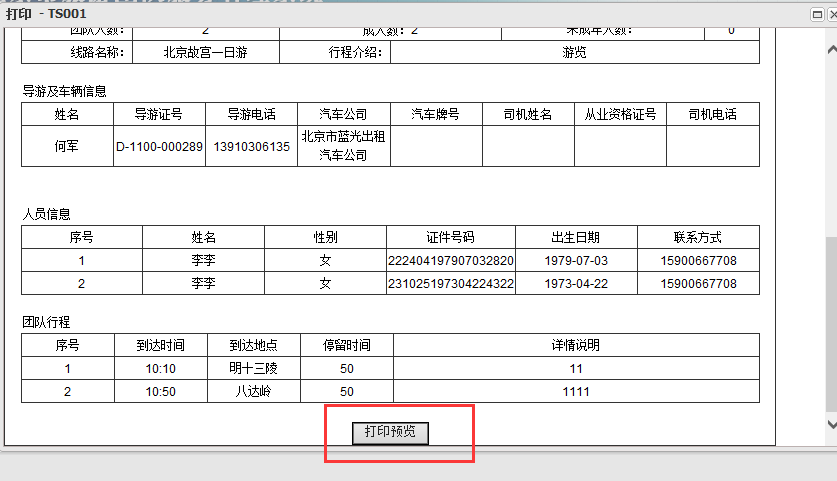 打印 - TS001
团队人数： 2 成人数：2 未成年人数： 0
线路名称： 北京故宫一日游 行程介绍： 游览
导游及车辆信息
姓名 导游证号 导游电话 汽车公司 汽车牌号 司机姓名 从业资格证号 司机电话
何军 D-1100-000289 13910306135 北京市蓝光出租
汽车公司
人员信息
序号 姓名 性别 证件号码 出生日期 联系方式
1 李李 女 222404197907032820 1979-07-03 15900667708
2 李李 女 231025197304224322 1973-04-22 15900667708
团队行程
序号 到达时间 到达地点 停留时间 详情说明
1 10:10 明十三陵 50 11
2 10:50 八达岭 50 1111
打印预览